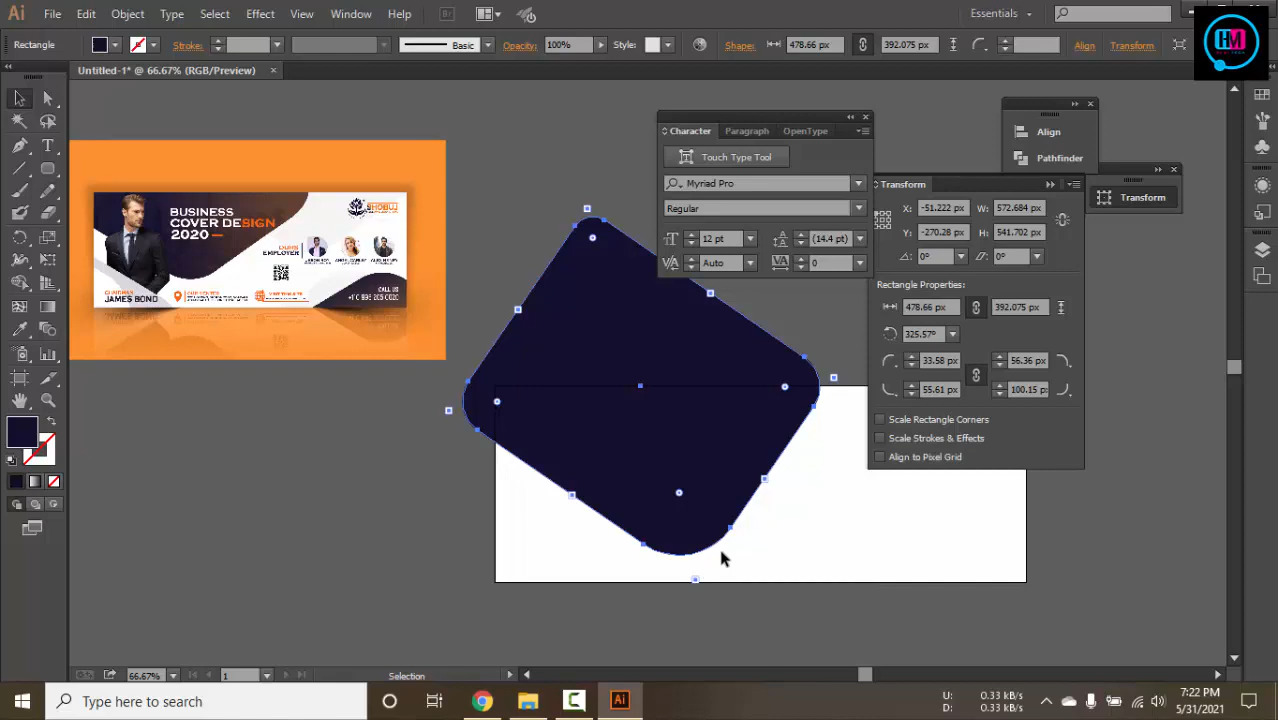 Ai File Edit Object Type Select Effect View Window Help Br Essentials
HM
Rectangle Stroke: Basic Opacity: 100% Style: Shape: 478.66 px 392.075 px Align Transform
Untitled-1* @ 66.67% (RGB/Preview) ×
Character Paragraph OpenType
Touch Type Tool
Myriad Pro
Regular
12 pt (14.4 pt)
Auto 0
Align
Pathfinder
Transform
Transform
X: -51.222 px W: 572.684 px
Y: -270.28 px H: 541.702 px
0° 0°
Rectangle Properties:
478.66 px 392.075 px
325.57°
33.58 px 56.36 px
55.61 px 100.15 p
Scale Rectangle Corners
Scale Strokes & Effects
Align to Pixel Grid
BUSINESS
COVER DESIGN
2020
SHOBUJ
OUR
EMPLOYER
JAMES BOND
CALL US
66.67% 1 Selection
Type here to search
Ai
U: 0.33 kB/s
D: 0.33 kB/s
7:22 PM
5/31/2021